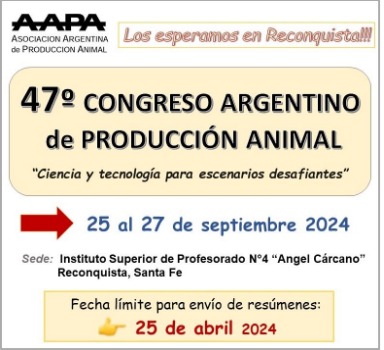 AAPA
ASOCIACION ARGENTINA
de PRODUCCION ANIMAL
Los esperamos en Reconquista!!!
47º CONGRESO ARGENTINO
de PRODUCCIÓN ANIMAL
“Ciencia y tecnología para escenarios desafiantes”
25 al 27 de septiembre 2024
Sede: Instituto Superior de Profesorado N°4 “Angel Cárcano”
Reconquista, Santa Fe
Fecha límite para envío de resúmenes:
25 de abril 2024